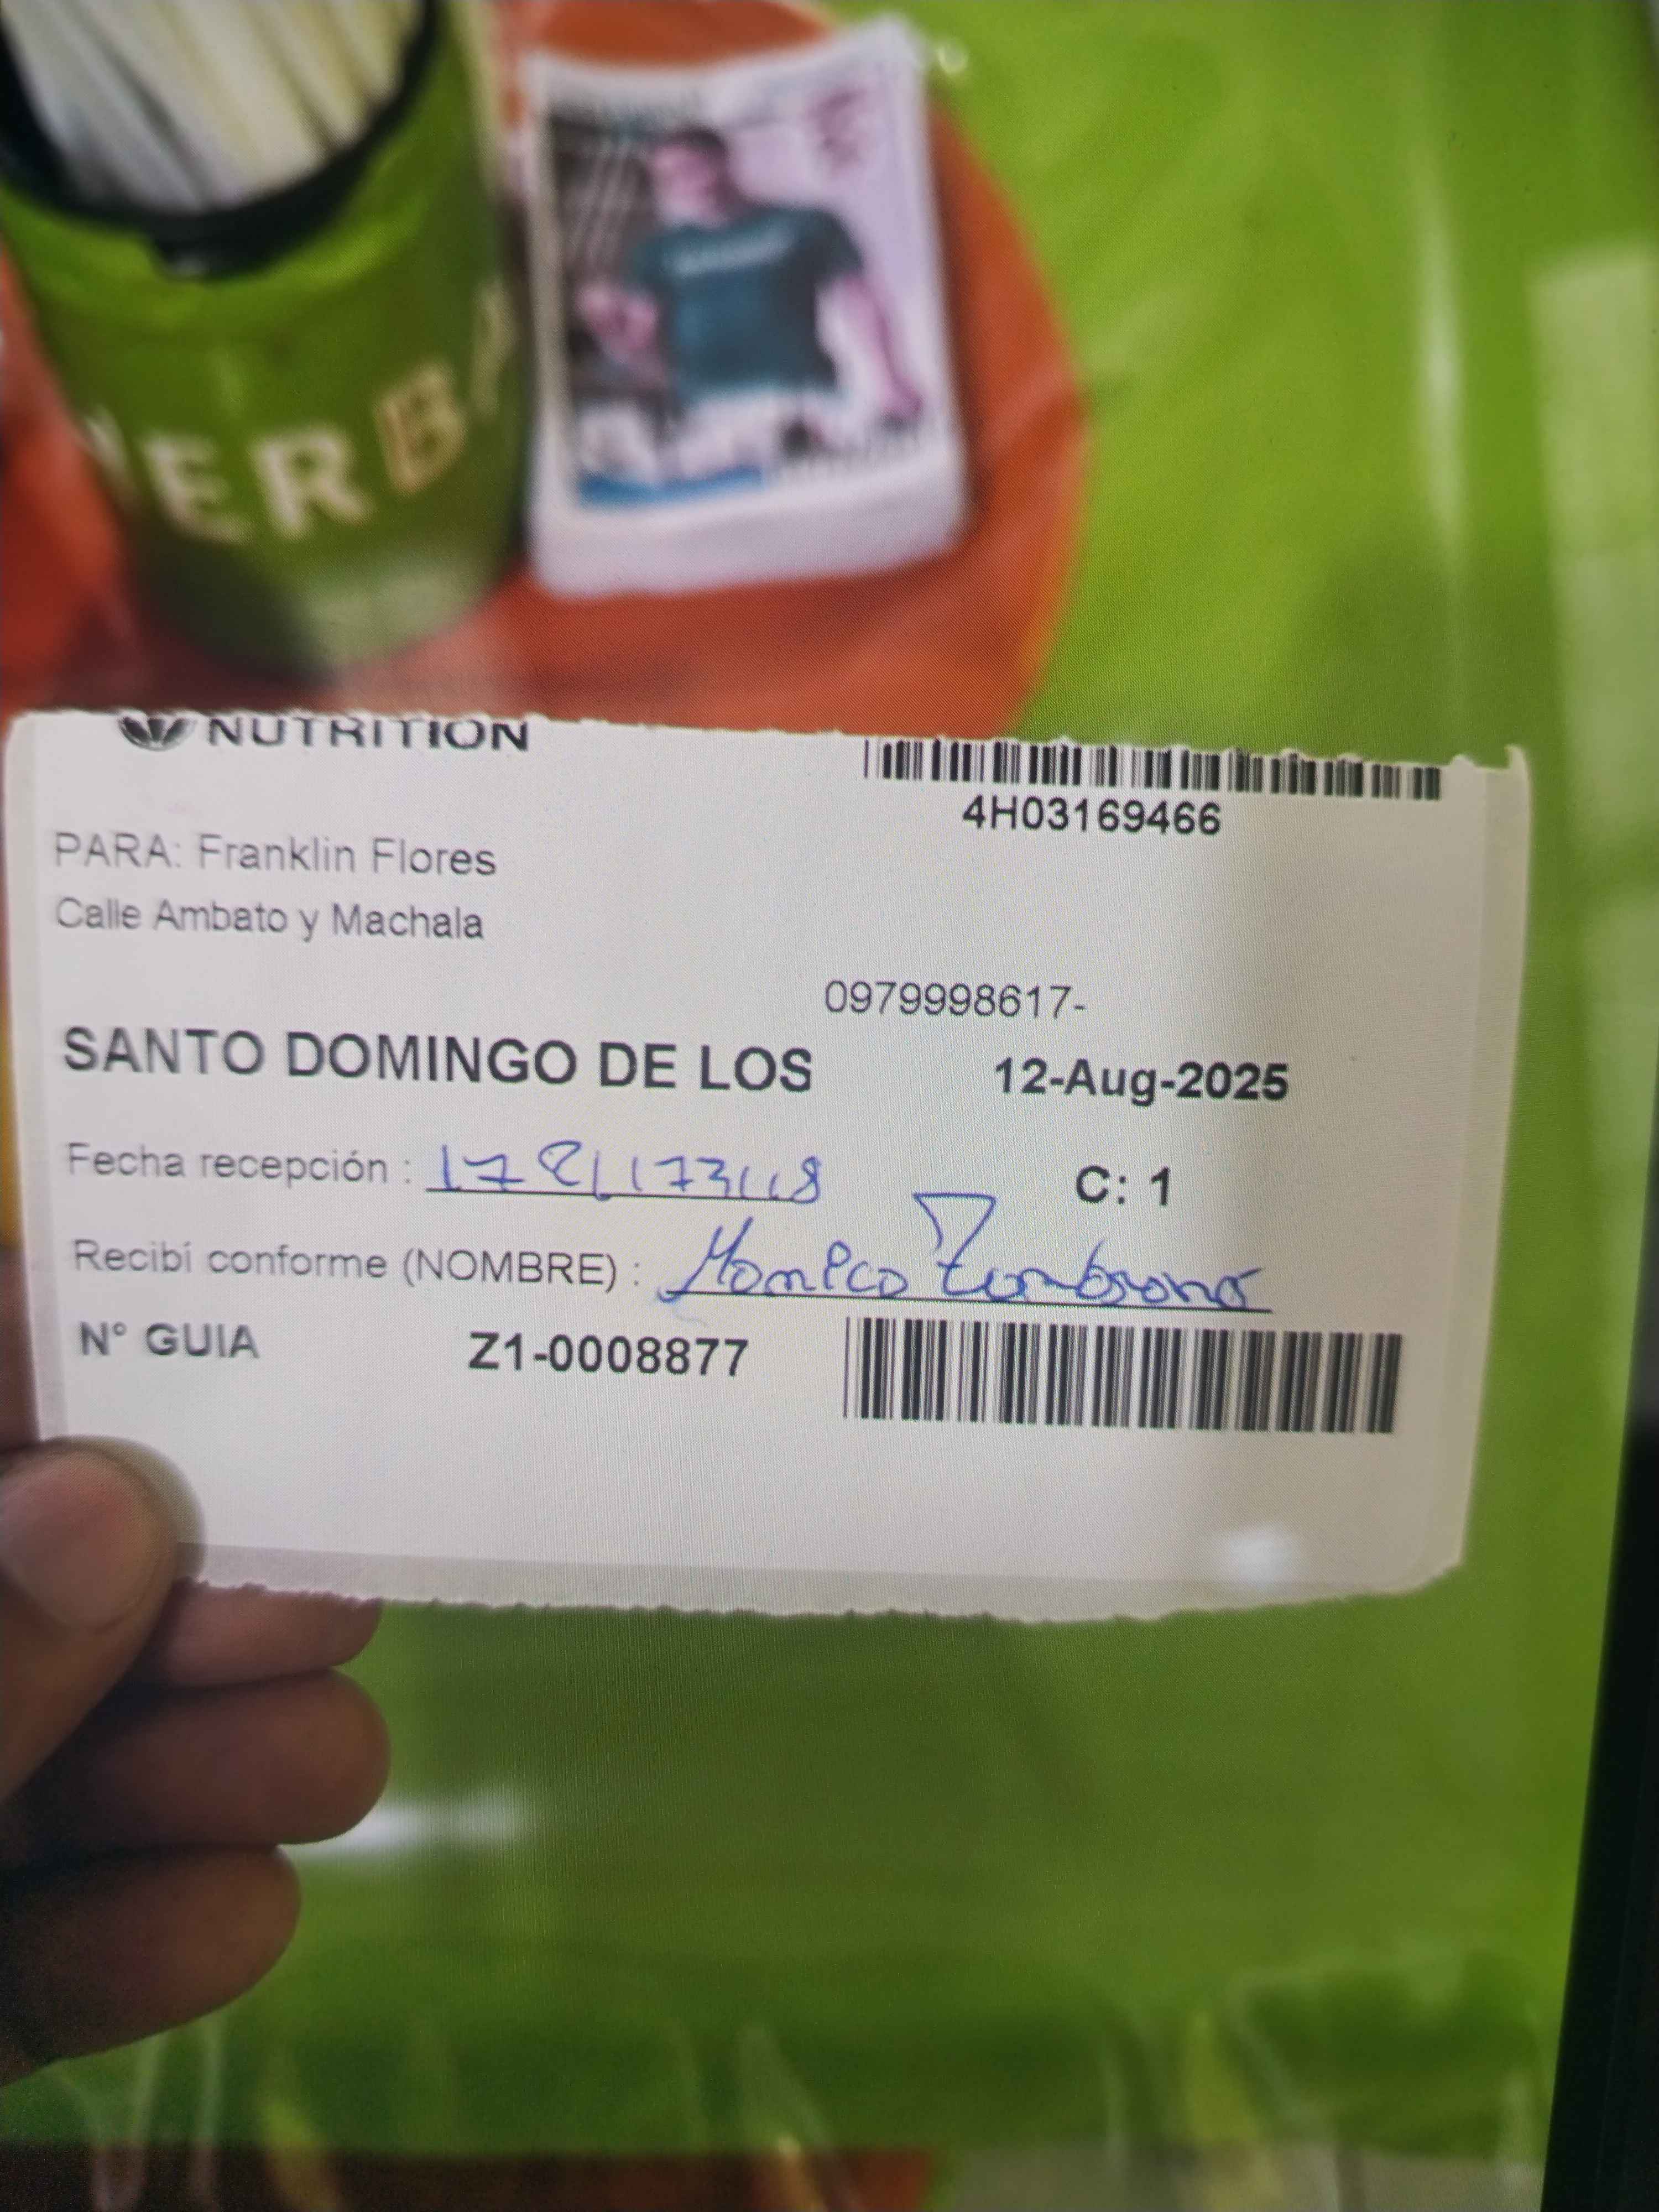 ERBA
NUTRITION
4H03169466
PARA: Franklin Flores
Calle Ambato y Machala
0979998617-
SANTO DOMINGO DE LOS
12-Aug-2025
Fecha recepción :
C: 1
Recibí conforme (NOMBRE) :
N° GUIA Z1-0008877